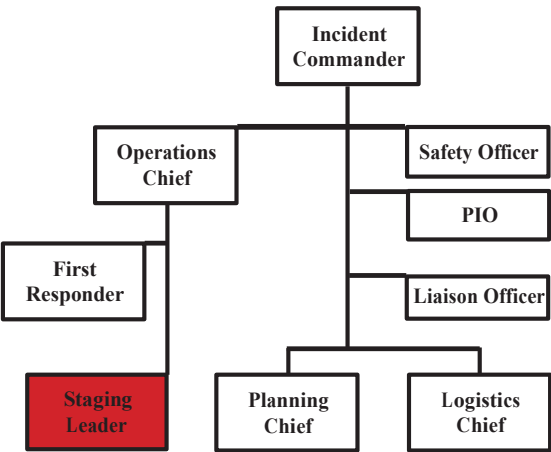 Incident
Commander
Operations
Chief
Safety Officer
PIO
First
Responder
Liaison Officer
Staging
Leader
Planning
Chief
Logistics
Chief